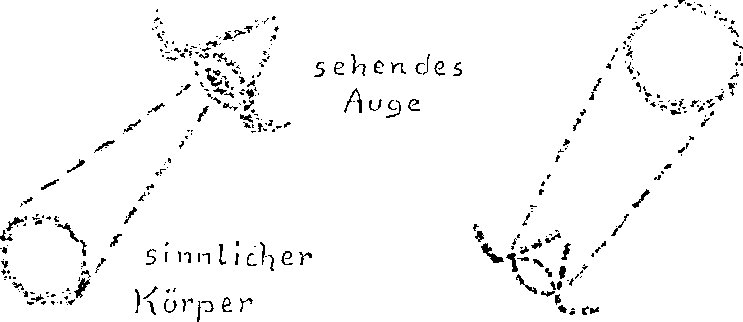 sehendes
Auge
sinnlicher
Körper